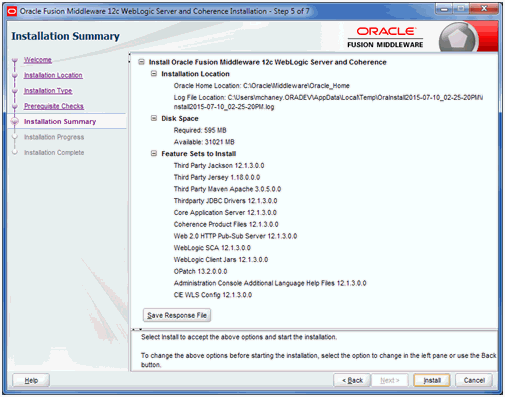 Oracle Fusion Middleware 12c WebLogic Server and Coherence Installation - Step 5 of 7
Installation Summary
ORACLE
FUSION MIDDLEWARE
Welcome
Installation Location
Installation Type
Prerequisite Checks
Installation Summary
Installation Progress
Installation Complete
Install Oracle Fusion Middleware 12c WebLogic Server and Coherence
Installation Location
Oracle Home Location: C:\Oracle\Middleware\Oracle_Home
Log File Location: C:\Users\mchaney.ORADEV\AppData\Local\Temp\OraInstall2015-07-10_02-25-20PM\i
nstall2015-07-10_02-25-20PM.log
Disk Space
Required: 595 MB
Available: 31021 MB
Feature Sets to Install
Third Party Jackson 12.1.3.0.0
Third Party Jersey 1.18.0.0.0
Third Party Maven Apache 3.0.5.0.0
Thirdparty JDBC Drivers 12.1.3.0.0
Core Application Server 12.1.3.0.0
Coherence Product Files 12.1.3.0.0
Web 2.0 HTTP Pub-Sub Server 12.1.3.0.0
WebLogic SCA 12.1.3.0.0
WebLogic Client Jars 12.1.3.0.0
OPatch 13.2.0.0.0
Administration Console Additional Language Help Files 12.1.3.0.0
CIE WLS Config 12.1.3.0.0
Save Response File
Select Install to accept the above options and start the installation.
To change the above options before starting the installation, select the option to change in the left pane or use the Back
button.
Help
< Back
Next >
Install
Cancel